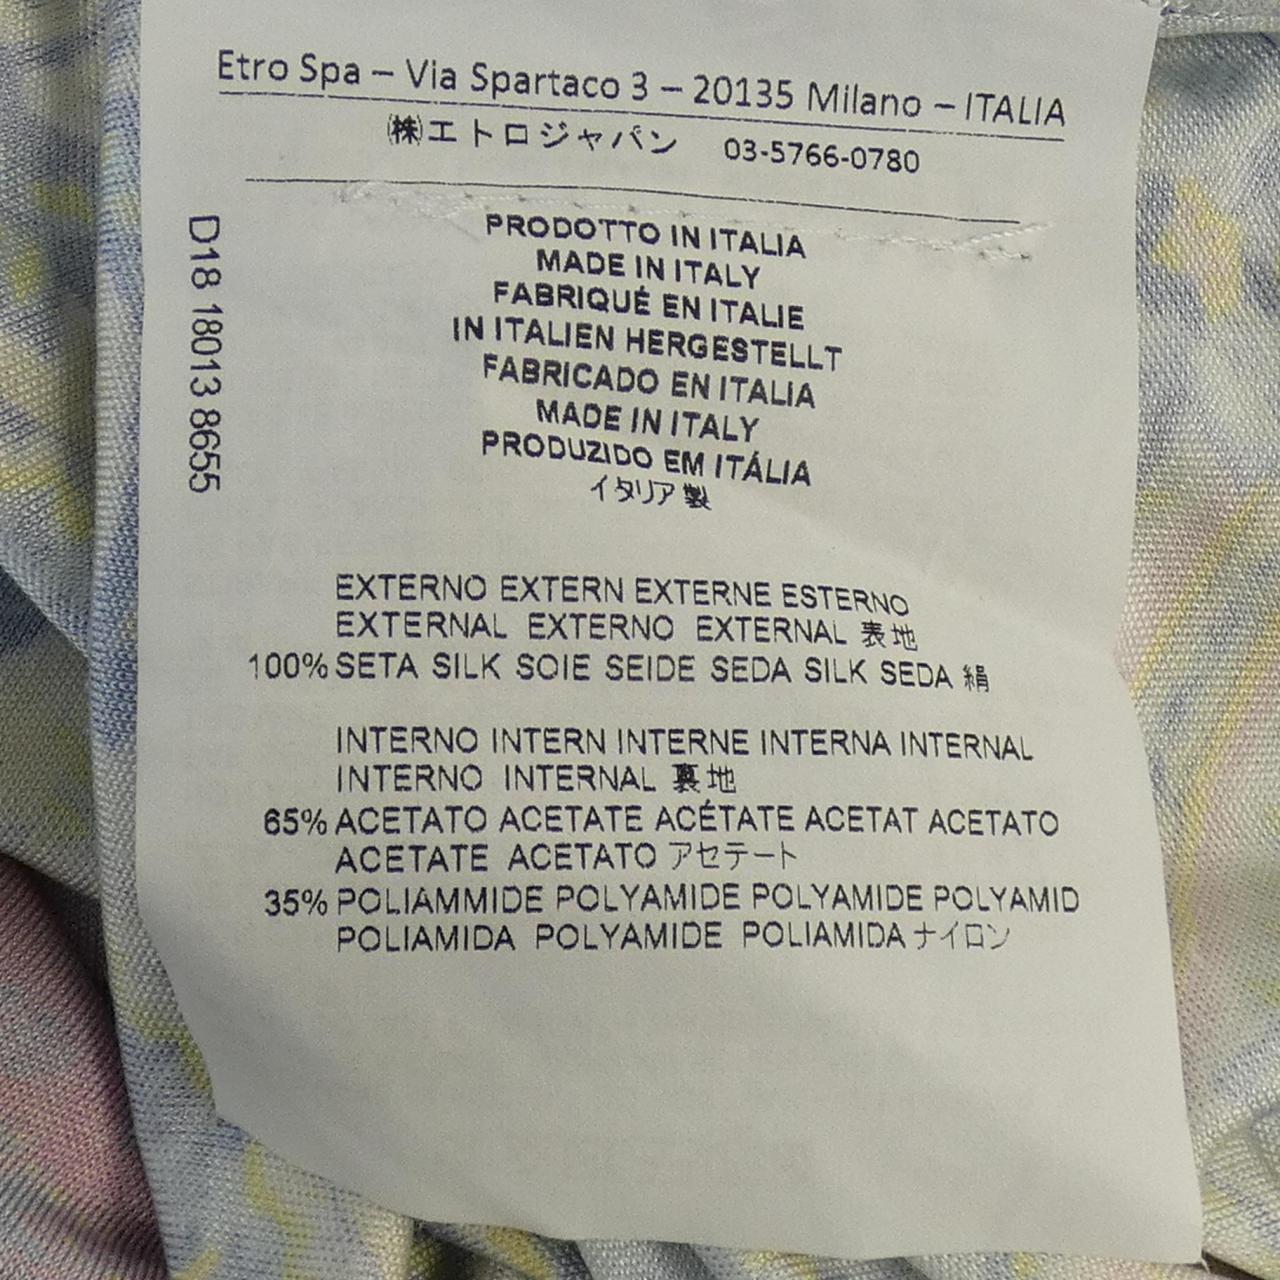 Etro Spa – Via Spartaco 3 – 20135 Milano – ITALIA
㈱エトロジャパン 03-5766-0780
D18 18013 8655
PRODOTTO IN ITALIA
MADE IN ITALY
FABRIQUÉ EN ITALIE
IN ITALIEN HERGESTELLT
FABRICADO EN ITALIA
MADE IN ITALY
PRODUZIDO EM ITÁLIA
イタリア製
EXTERNO EXTERN EXTERNE ESTERNO
EXTERNAL EXTERNO EXTERNAL 表地
100% SETA SILK SOIE SEIDE SEDA SILK SEDA 絹
INTERNO INTERN INTERNE INTERNA INTERNAL
INTERNO INTERNAL 裏地
65% ACETATO ACETATE ACÉTATE ACETAT ACETATO
ACETATE ACETATO アセテート
35% POLIAMMIDE POLYAMIDE POLYAMIDE POLYAMID
POLIAMIDA POLYAMIDE POLIAMIDA ナイロン